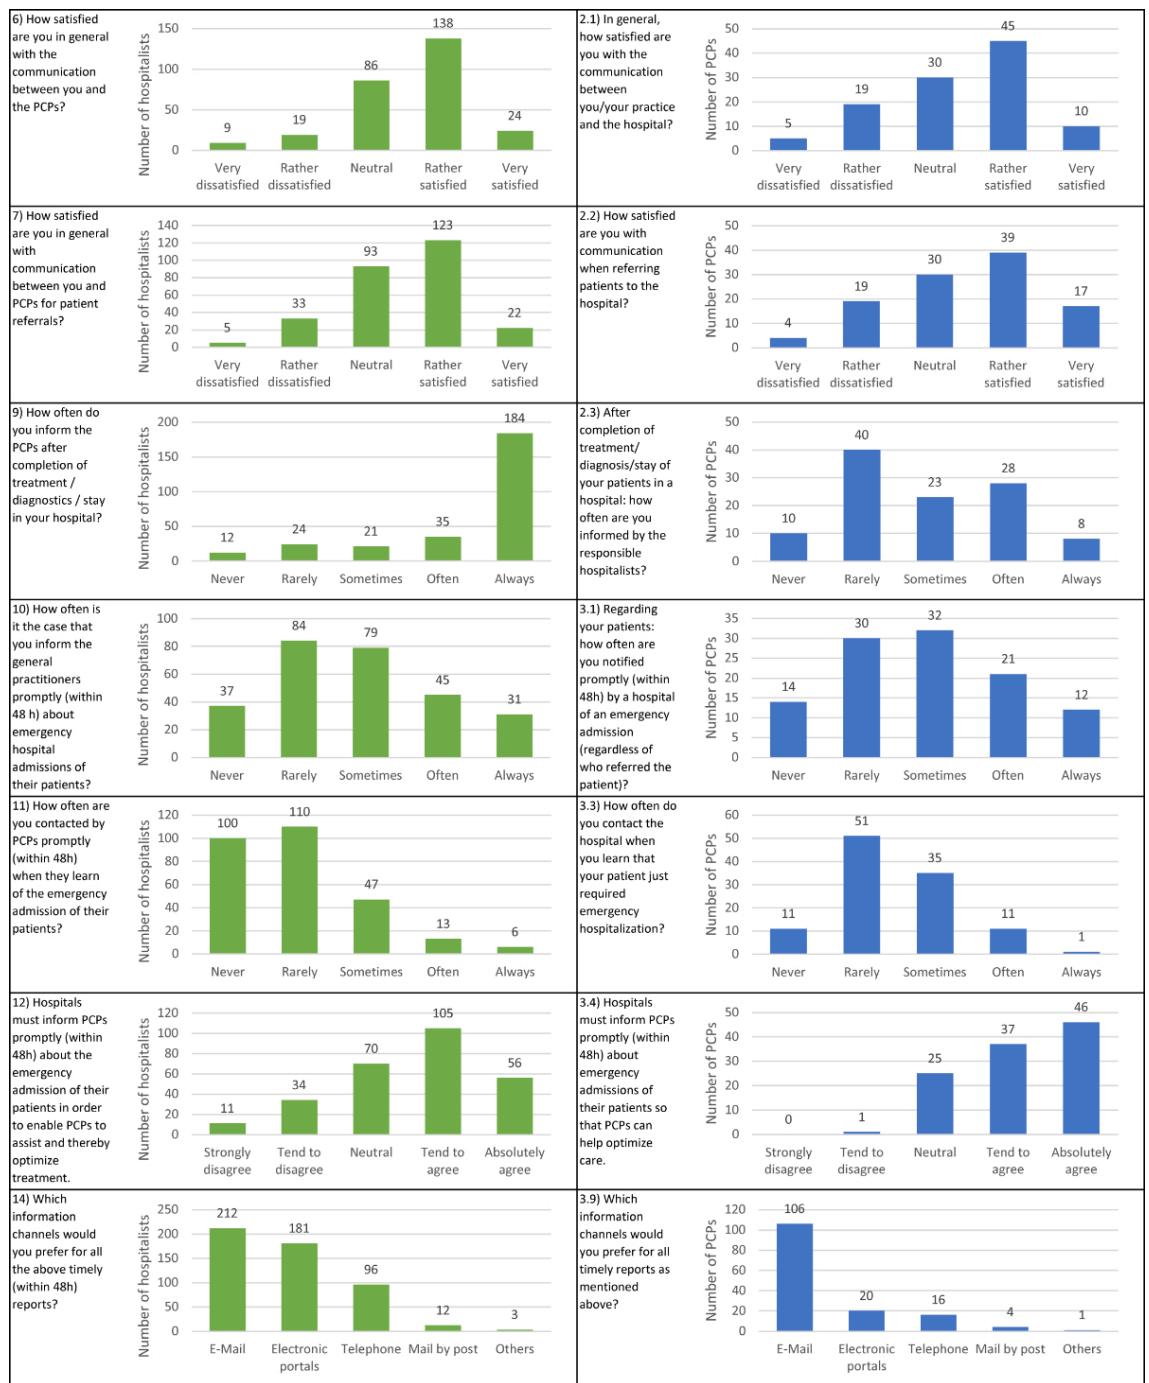 6) How satisfied
are you in general
with the
communication
between you and
the PCPs?
Number of hospitalists
150
100
50
0
9
19
86
138
24
Very dissatisfied
Rather dissatisfied
Neutral
Rather satisfied
Very satisfied
2.1) In general,
how satisfied are
you with the
communication
between
you/your practice
and the hospital?
Number of PCPs
50
40
30
20
10
0
5
19
30
45
10
Very dissatisfied
Rather dissatisfied
Neutral
Rather satisfied
Very satisfied
7) How satisfied
are you in general
with
communication
between you and
PCPs for patient
referrals?
Number of hospitalists
140
120
100
80
60
40
20
0
5
33
93
123
22
Very dissatisfied
Rather dissatisfied
Neutral
Rather satisfied
Very satisfied
2.2) How satisfied
are you with
communication
when referring
patients to the
hospital?
Number of PCPs
50
40
30
20
10
0
4
19
30
39
17
Very dissatisfied
Rather dissatisfied
Neutral
Rather satisfied
Very satisfied
9) How often do
you inform the
PCPs after
completion of
treatment /
diagnostics / stay
in your hospital?
Number of hospitalists
200
150
100
50
0
12
24
21
35
184
Never
Rarely
Sometimes
Often
Always
2.3) After
completion of
treatment/
diagnosis/stay of
your patients in a
hospital: how
often are you
informed by the
responsible
hospitalists?
Number of PCPs
50
40
30
20
10
0
10
40
23
28
8
Never
Rarely
Sometimes
Often
Always
10) How often is
it the case that
you inform the
general
practitioners
promptly (within
48 h) about
emergency
hospital
admissions of
their patients?
Number of hospitalists
100
80
60
40
20
0
37
84
79
45
31
Never
Rarely
Sometimes
Often
Always
3.1) Regarding
your patients:
how often are
you notified
promptly (within
48h) by a hospital
of an emergency
admission
(regardless of
who referred the
patient)?
Number of PCPs
35
30
25
20
15
10
5
0
14
30
32
21
12
Never
Rarely
Sometimes
Often
Always
11) How often are
you contacted by
PCPs promptly
(within 48h)
when they learn
of the emergency
admission of their
patients?
Number of hospitalists
120
100
80
60
40
20
0
100
110
47
13
6
Never
Rarely
Sometimes
Often
Always
3.3) How often do
you contact the
hospital when
you learn that
your patient just
required
emergency
hospitalization?
Number of PCPs
60
50
40
30
20
10
0
11
51
35
11
1
Never
Rarely
Sometimes
Often
Always
12) Hospitals
must inform PCPs
promptly (within
48h) about the
emergency
admission of their
patients in order
to enable PCPs to
assist and thereby
optimize
treatment.
Number of hospitalists
120
100
80
60
40
20
0
11
34
70
105
56
Strongly disagree
Tend to disagree
Neutral
Tend to agree
Absolutely agree
3.4) Hospitals
must inform PCPs
promptly (within
48h) about
emergency
admissions of
their patients so
that PCPs can
help optimize
care.
Number of PCPs
50
40
30
20
10
0
0
1
25
37
46
Strongly disagree
Tend to disagree
Neutral
Tend to agree
Absolutely agree
14) Which
information
channels would
you prefer for all
the above timely
(within 48h)
reports?
Number of hospitalists
250
200
150
100
50
0
212
181
96
12
3
E-Mail
Electronic portals
Telephone
Mail by post
Others
3.9) Which
information
channels would
you prefer for all
timely reports as
mentioned
above?
Number of PCPs
120
100
80
60
40
20
0
106
20
16
4
1
E-Mail
Electronic portals
Telephone
Mail by post
Others